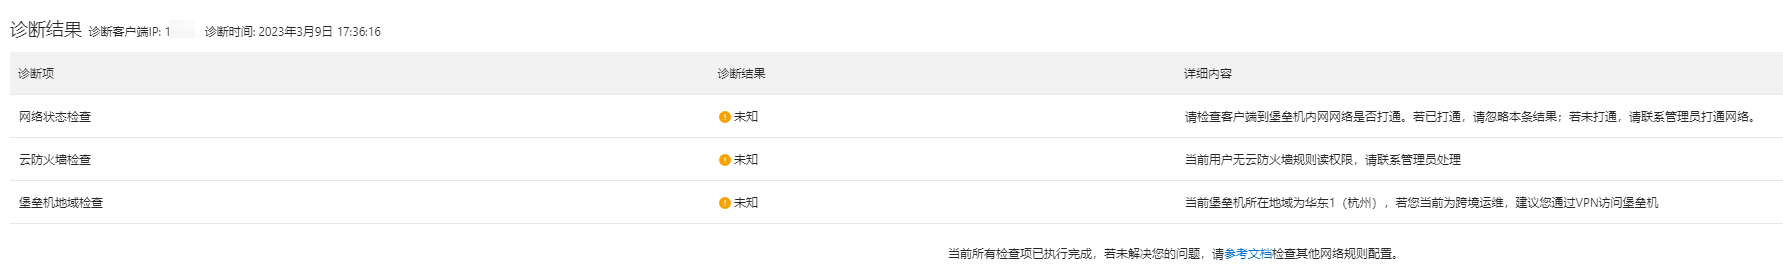 诊断结果 诊断客户端IP: 1 诊断时间: 2023年3月9日 17:36:16
诊断项 诊断结果 详细内容
网络状态检查 未知 请检查客户端到堡垒机内网网络是否打通。若已打通，请忽略本条结果；若未打通，请联系管理员打通网络。
云防火墙检查 未知 当前用户无云防火墙规则读权限，请联系管理员处理
堡垒机地域检查 未知 当前堡垒机所在地域为华东1（杭州），若您当前为跨境运维，建议您通过VPN访问堡垒机
当前所有检查项已执行完成，若未解决您的问题，请参考文档检查其他网络规则配置。